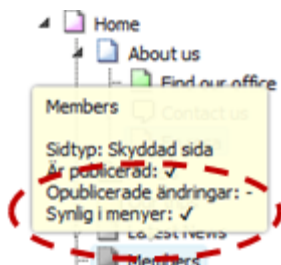 Home
About us
Find our office
Members
Contact us
Sidtyp: Skyddad sida
Är publicerad: ✓
Opublicerade ändringar: -
Synlig i menyer: ✓
Latest News
Members